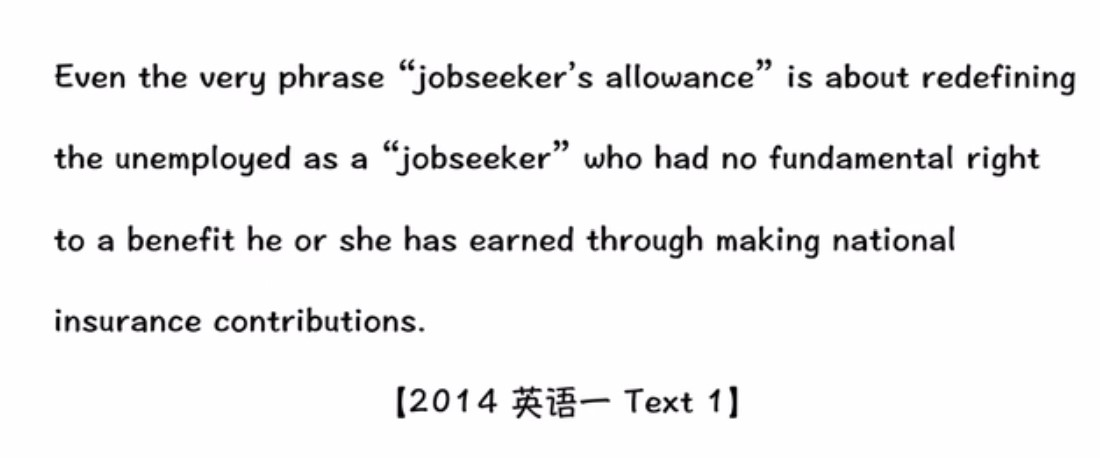 Even the very phrase “jobseeker’s allowance” is about redefining
the unemployed as a “jobseeker” who had no fundamental right
to a benefit he or she has earned through making national
insurance contributions.
【2014 英语一 Text 1】